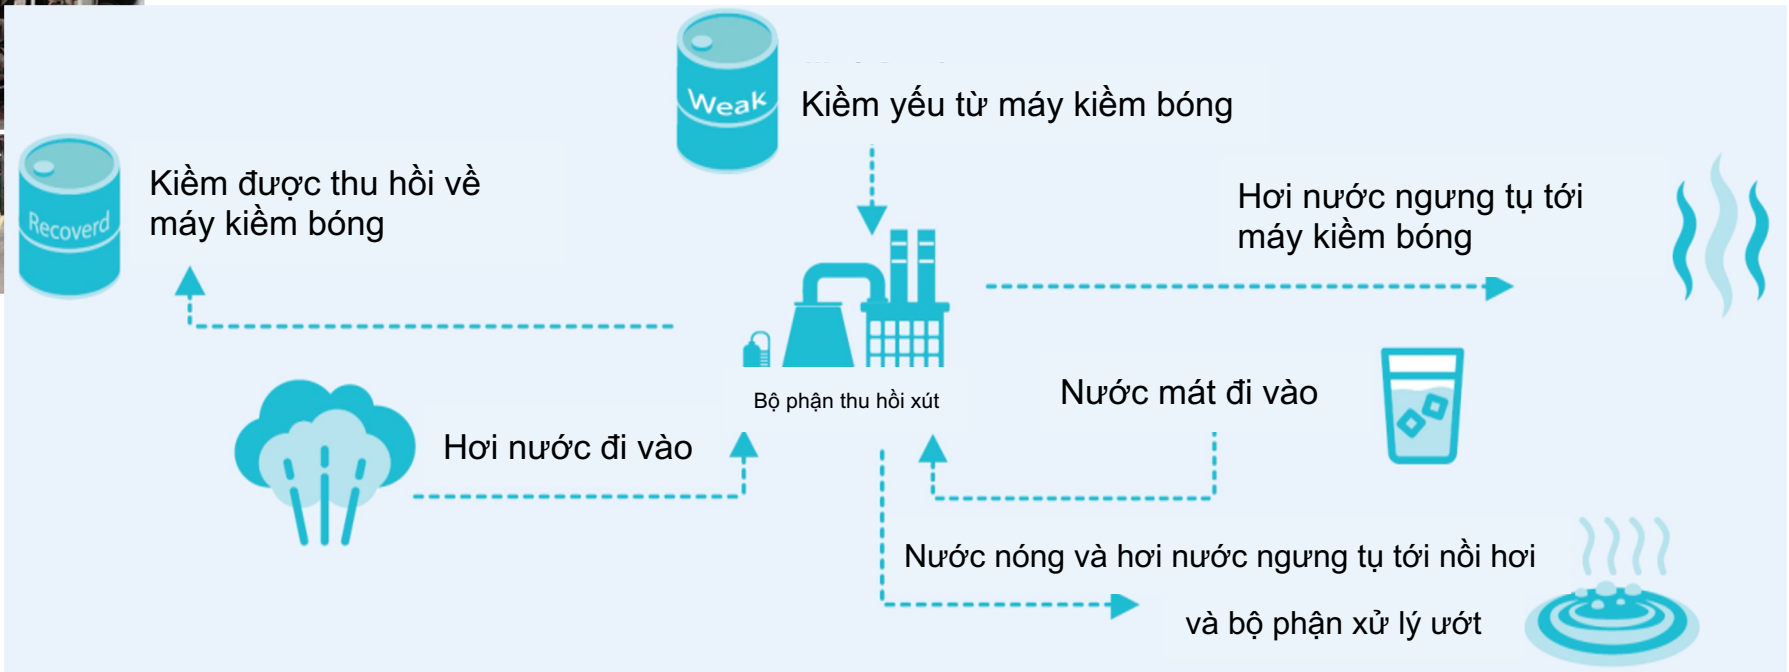 Weak
Kiềm yếu từ máy kiềm bóng
Recoverd
Kiềm được thu hồi về
máy kiềm bóng
Hơi nước ngưng tụ tới
máy kiềm bóng
Bộ phận thu hồi xút
Nước mát đi vào
Hơi nước đi vào
Nước nóng và hơi nước ngưng tụ tới nồi hơi
và bộ phận xử lý ướt